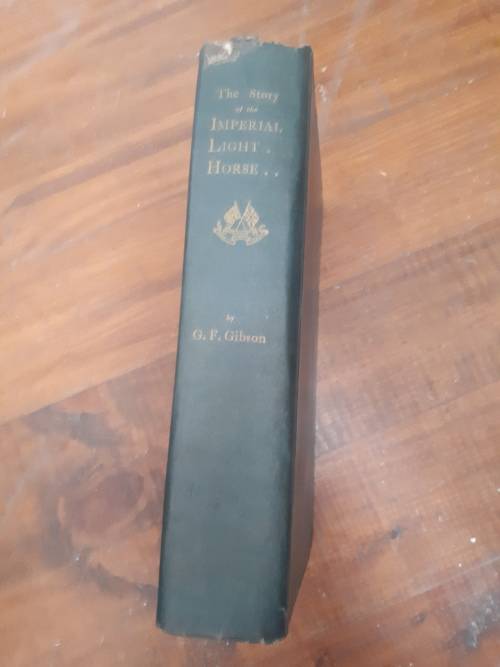 The Story
of the
IMPERIAL
LIGHT .
HORSE . .
by
G. F. Gibson